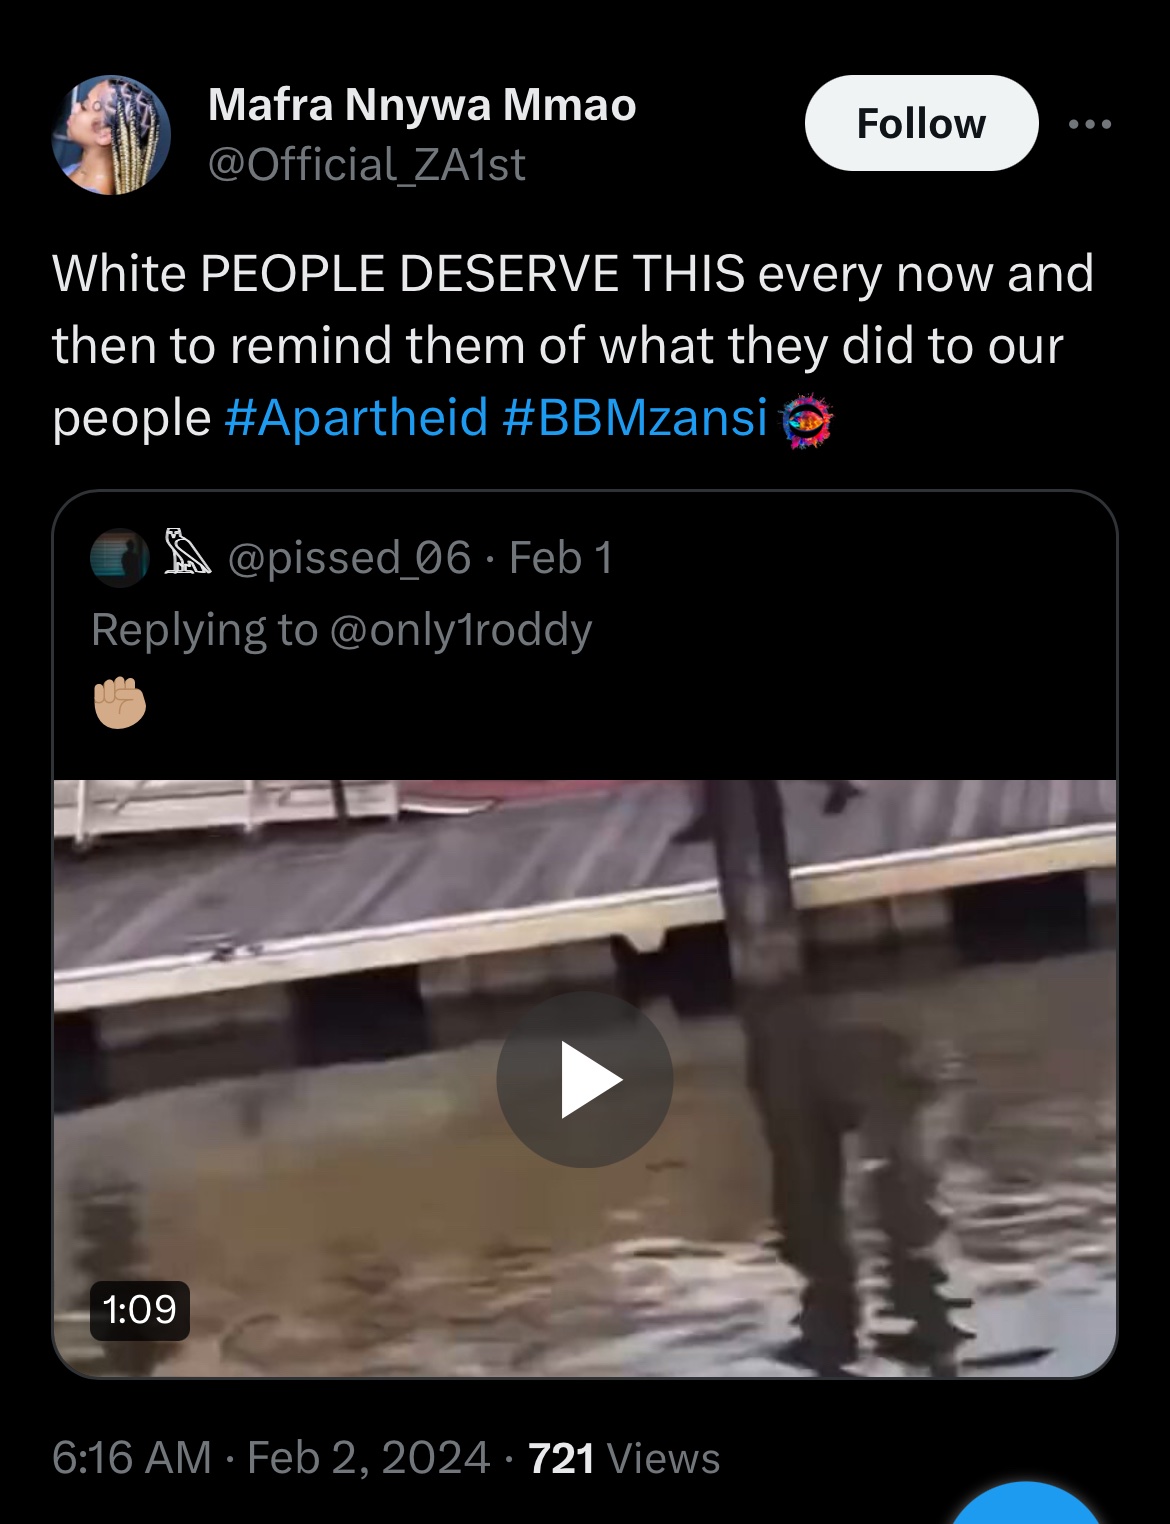 Mafra Nnywa Mmao
@Official_ZA1st
Follow
White PEOPLE DESERVE THIS every now and
then to remind them of what they did to our
people #Apartheid #BBMzansi
𓅃 @pissed_06 · Feb 1
Replying to @only1roddy
✊🏼
1:09
6:16 AM · Feb 2, 2024 · 721 Views